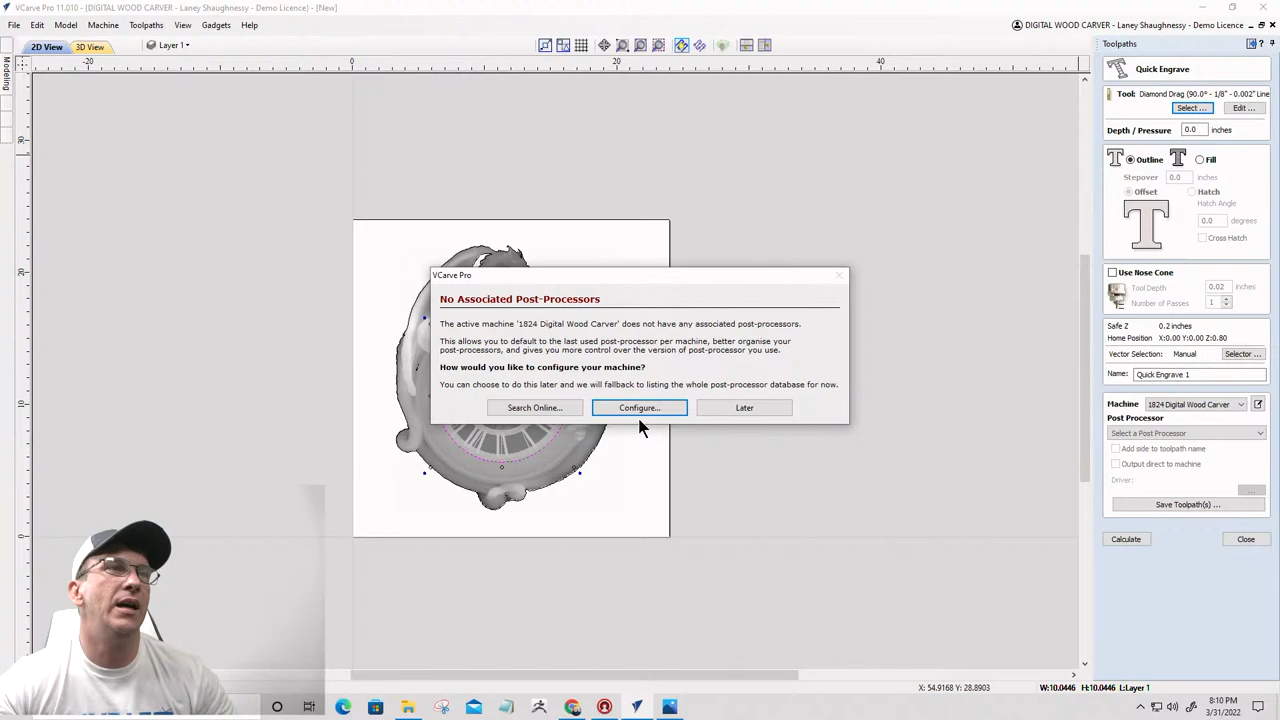 VCarve Pro 11.010 - {DIGITAL WOOD CARVER - Laney Shaughnessy - Demo Licence} - [New]
File Edit Model Machine Toolpaths View Gadgets Help
DIGITAL WOOD CARVER - Laney Shaughnessy - Demo Licence
2D View 3D View Layer 1
-20 0 20 40
Modeling
20
10
0
VCarve Pro
No Associated Post-Processors
The active machine '1824 Digital Wood Carver' does not have any associated post-processors.
This allows you to default to the last used post-processor per machine, better organise your
post-processors, and gives you more control over the version of post-processor you use.
How would you like to configure your machine?
You can choose to do this later and we will fallback to listing the whole post-processor database for now.
Search Online... Configure... Later
Toolpaths
Quick Engrave
Tool: Diamond Drag (90.0° - 1/8" - 0.002" Line
Select ... Edit ...
Depth / Pressure 0.0 inches
Outline Fill
Stepover 0.0 inches
Offset Hatch
Hatch Angle
0.0 degrees
Cross Hatch
Use Nose Cone
Tool Depth 0.02 inches
Number of Passes 1
Safe Z 0.2 inches
Home Position X:0.00 Y:0.00 Z:0.80
Vector Selection: Manual Selector ...
Name: Quick Engrave 1
Machine 1824 Digital Wood Carver
Post Processor
Select a Post Processor
Add side to toolpath name
Output direct to machine
Driver:
...
Save Toolpath(s) ...
Calculate Close
X: 54.9168 Y: 28.8903 W:10.0446 H:10.0446 L:Layer 1
8:10 PM
3/31/2022